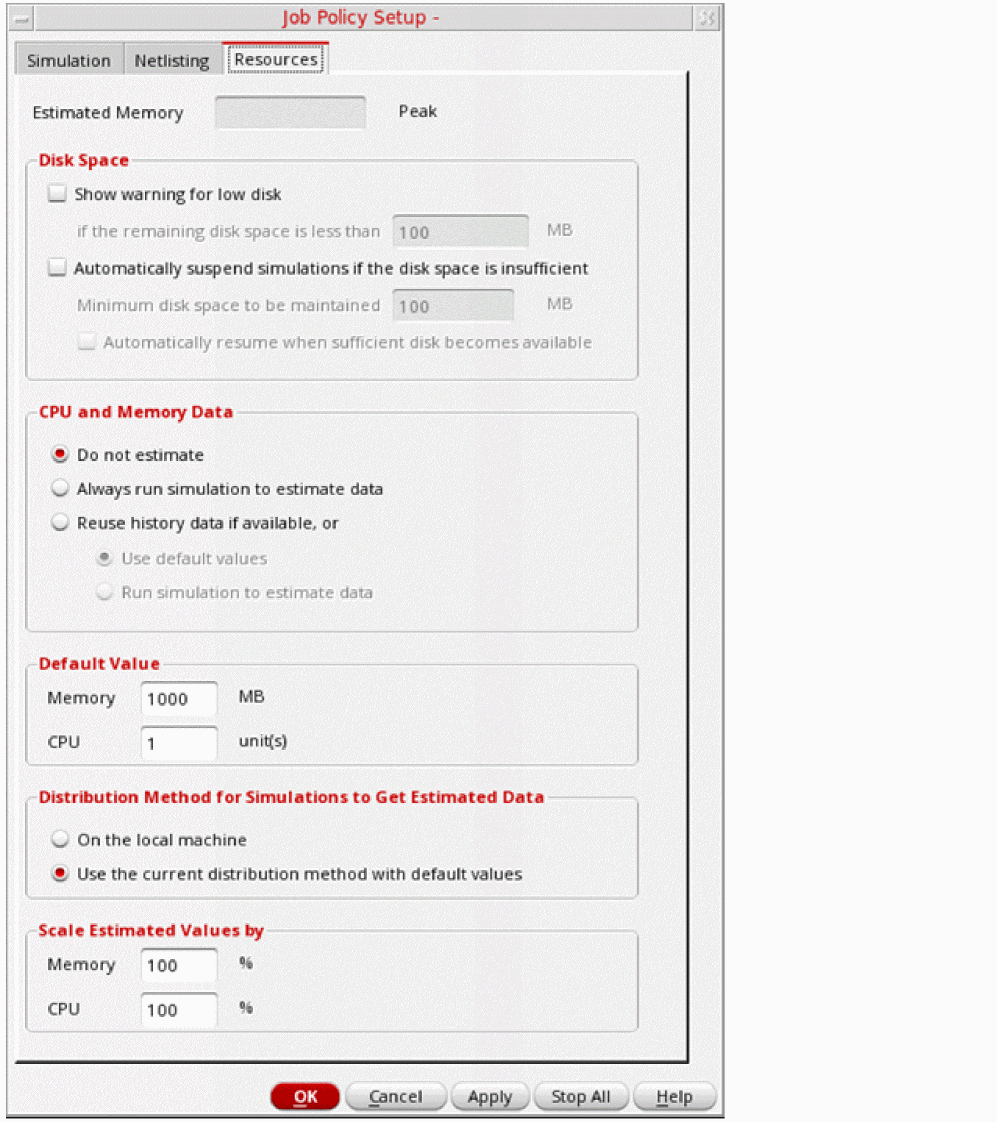 Job Policy Setup -
Simulation Netlisting Resources
Estimated Memory Peak
Disk Space
Show warning for low disk
if the remaining disk space is less than 100 MB
Automatically suspend simulations if the disk space is insufficient
Minimum disk space to be maintained 100 MB
Automatically resume when sufficient disk becomes available
CPU and Memory Data
Do not estimate
Always run simulation to estimate data
Reuse history data if available, or
Use default values
Run simulation to estimate data
Default Value
Memory 1000 MB
CPU 1 unit(s)
Distribution Method for Simulations to Get Estimated Data
On the local machine
Use the current distribution method with default values
Scale Estimated Values by
Memory 100 %
CPU 100 %
OK Cancel Apply Stop All Help